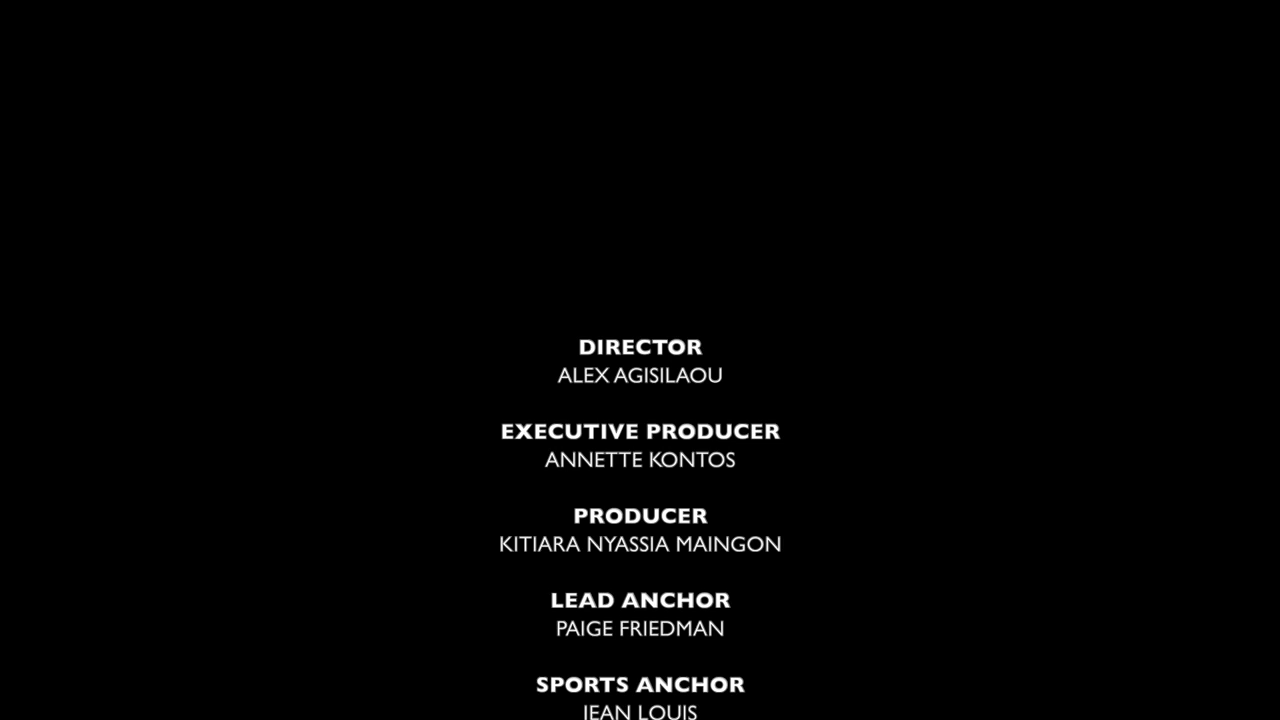 DIRECTOR
ALEX AGISILAOU
EXECUTIVE PRODUCER
ANNETTE KONTOS
PRODUCER
KITIARA NYASSIA MAINGON
LEAD ANCHOR
PAIGE FRIEDMAN
SPORTS ANCHOR
JEAN LOUIS